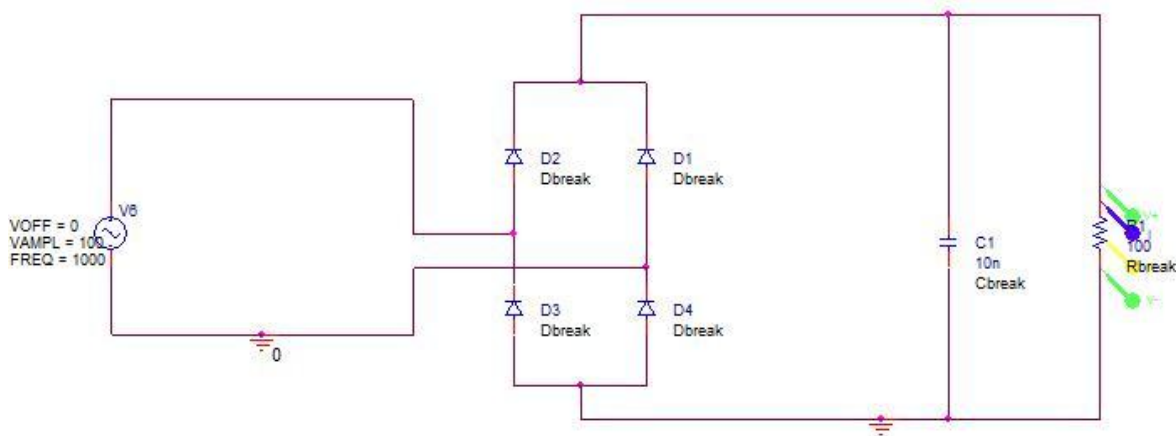 V6
VOFF = 0
VAMPL = 100
FREQ = 1000
0
D2
Dbreak
D1
Dbreak
D3
Dbreak
D4
Dbreak
C1
10n
Cbreak
R1
100
Rbreak
V+
I
V-